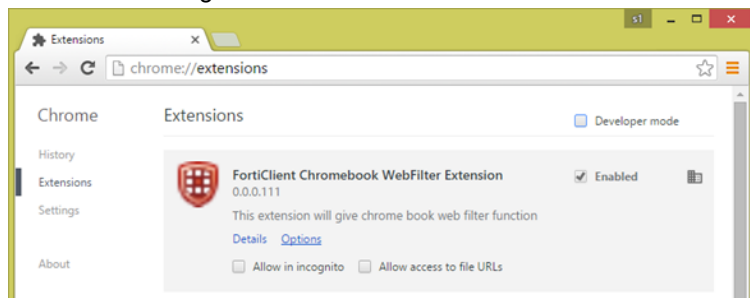 s1
Extensions
chrome://extensions
Chrome
Extensions
Developer mode
History
Extensions
Settings
About
FortiClient Chromebook WebFilter Extension
Enabled
0.0.0.111
This extension will give chrome book web filter function
Details Options
Allow in incognito Allow access to file URLs